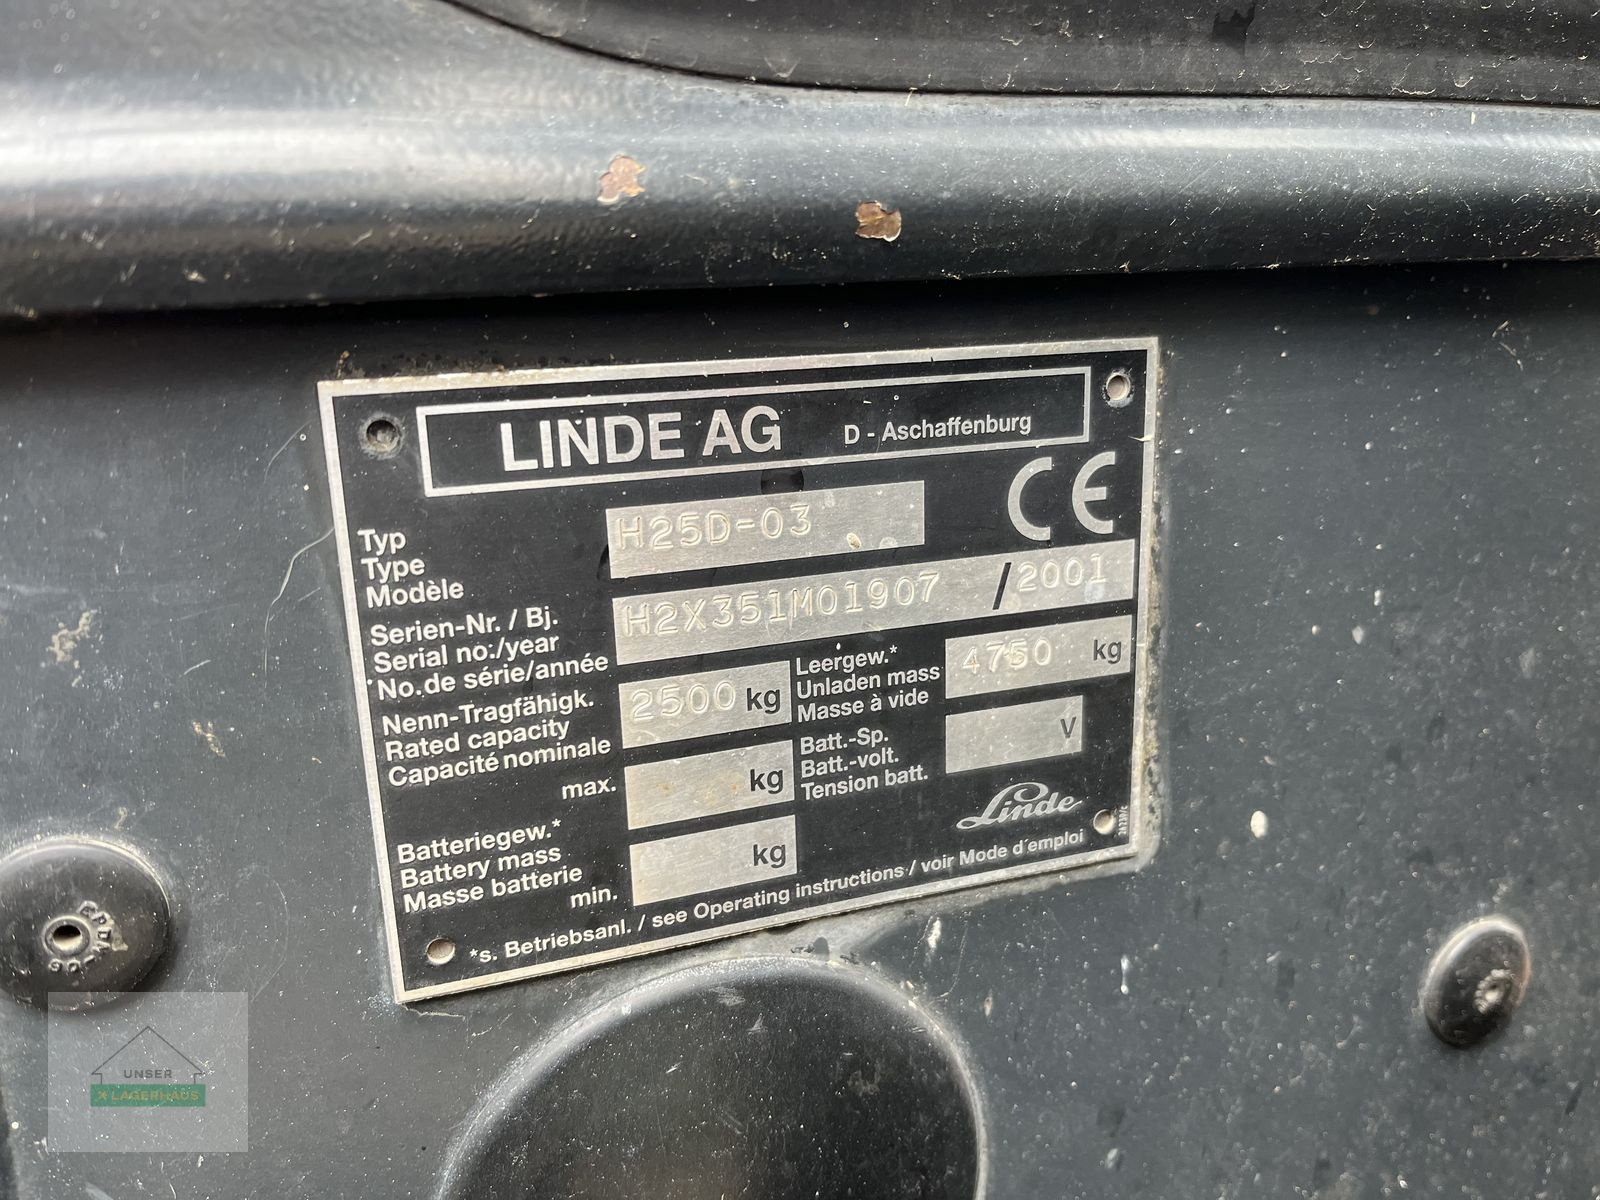 LINDE AG D - Aschaffenburg
CE
Typ
Type
Modèle
H25D-03
Serien-Nr. / Bj.
Serial no:/year
No.de série/année
H2X351M01907 / 2001
Nenn-Tragfähigk.
Rated capacity
Capacité nominale
2500 kg
Leergew.*
Unladen mass
Masse à vide
4750 kg
max. kg
Batt.-Sp.
Batt.-volt.
Tension batt.
V
Batteriegew.*
Battery mass
Masse batterie
min. kg
Linde
*s. Betriebsanl. / see Operating instructions / voir Mode d'emploi
UNSER
LAGERHAUS